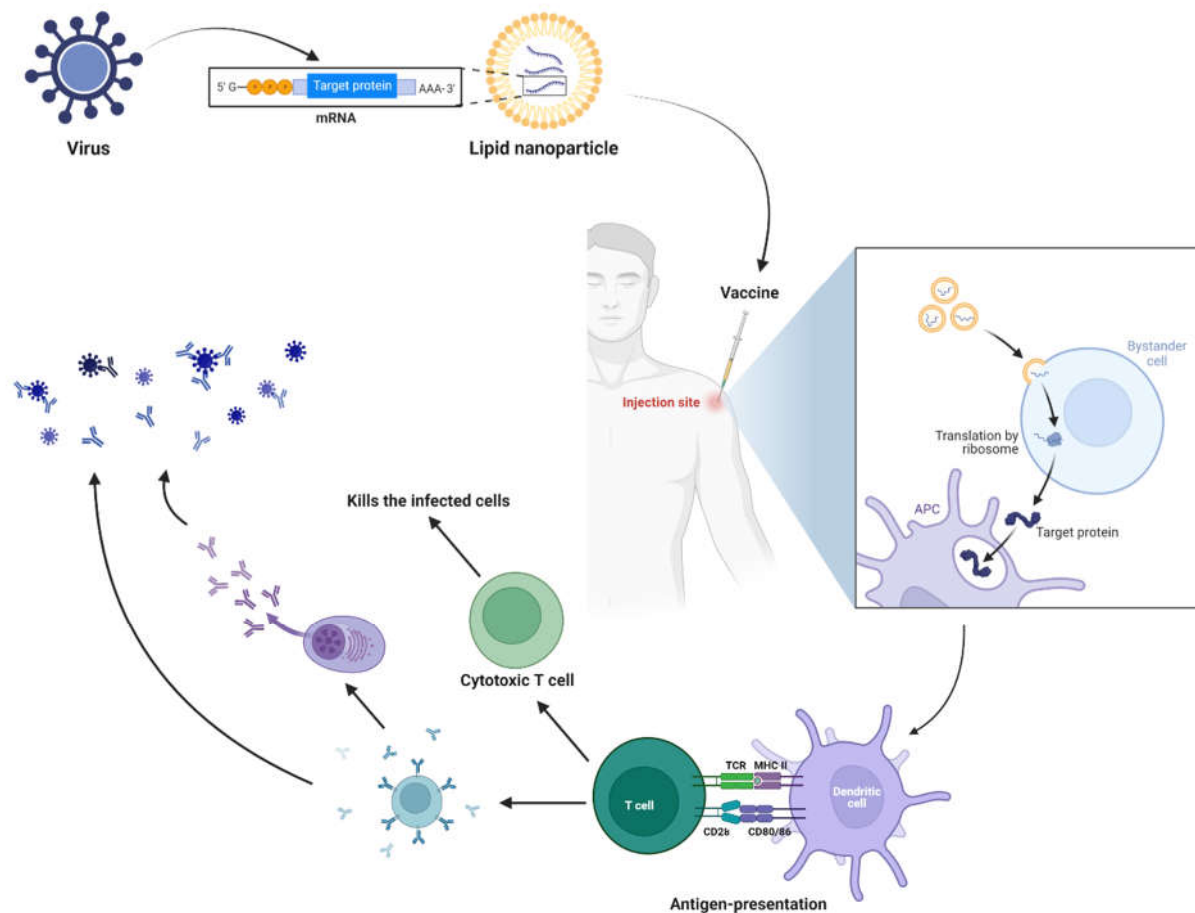 5' G
P P P
Target protein
AAA- 3'
mRNA
Virus
Lipid nanoparticle
Vaccine
Injection site
Bystander
cell
Translation by
ribosome
APC
Target protein
Kills the infected cells
Cytotoxic T cell
TCR MHC II
T cell
Dendritic
cell
CD28 CD80/86
Antigen-presentation